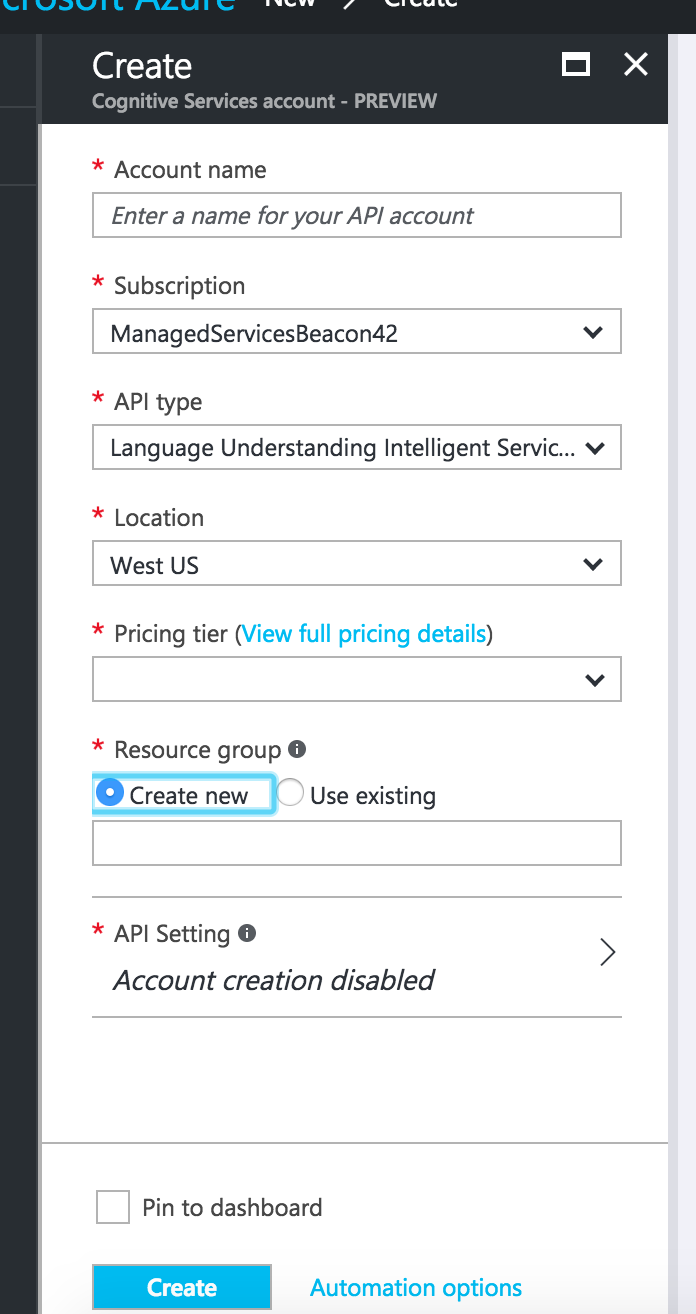 crosoft Azure New > Create
Create
Cognitive Services account - PREVIEW
* Account name
Enter a name for your API account
* Subscription
ManagedServicesBeacon42
* API type
Language Understanding Intelligent Servic...
* Location
West US
* Pricing tier (View full pricing details)
* Resource group
Create new Use existing
* API Setting
Account creation disabled
Pin to dashboard
Create Automation options